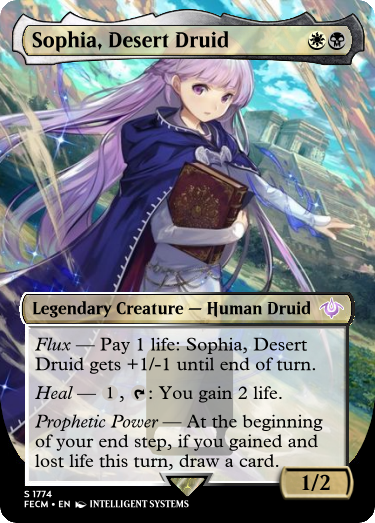 Sophia, Desert Druid
Legendary Creature — Human Druid
Flux — Pay 1 life: Sophia, Desert
Druid gets +1/-1 until end of turn.
Heal — 1 , : You gain 2 life.
Prophetic Power — At the beginning
of your end step, if you gained and
lost life this turn, draw a card.
1/2
S 1774
FECM • EN INTELLIGENT SYSTEMS